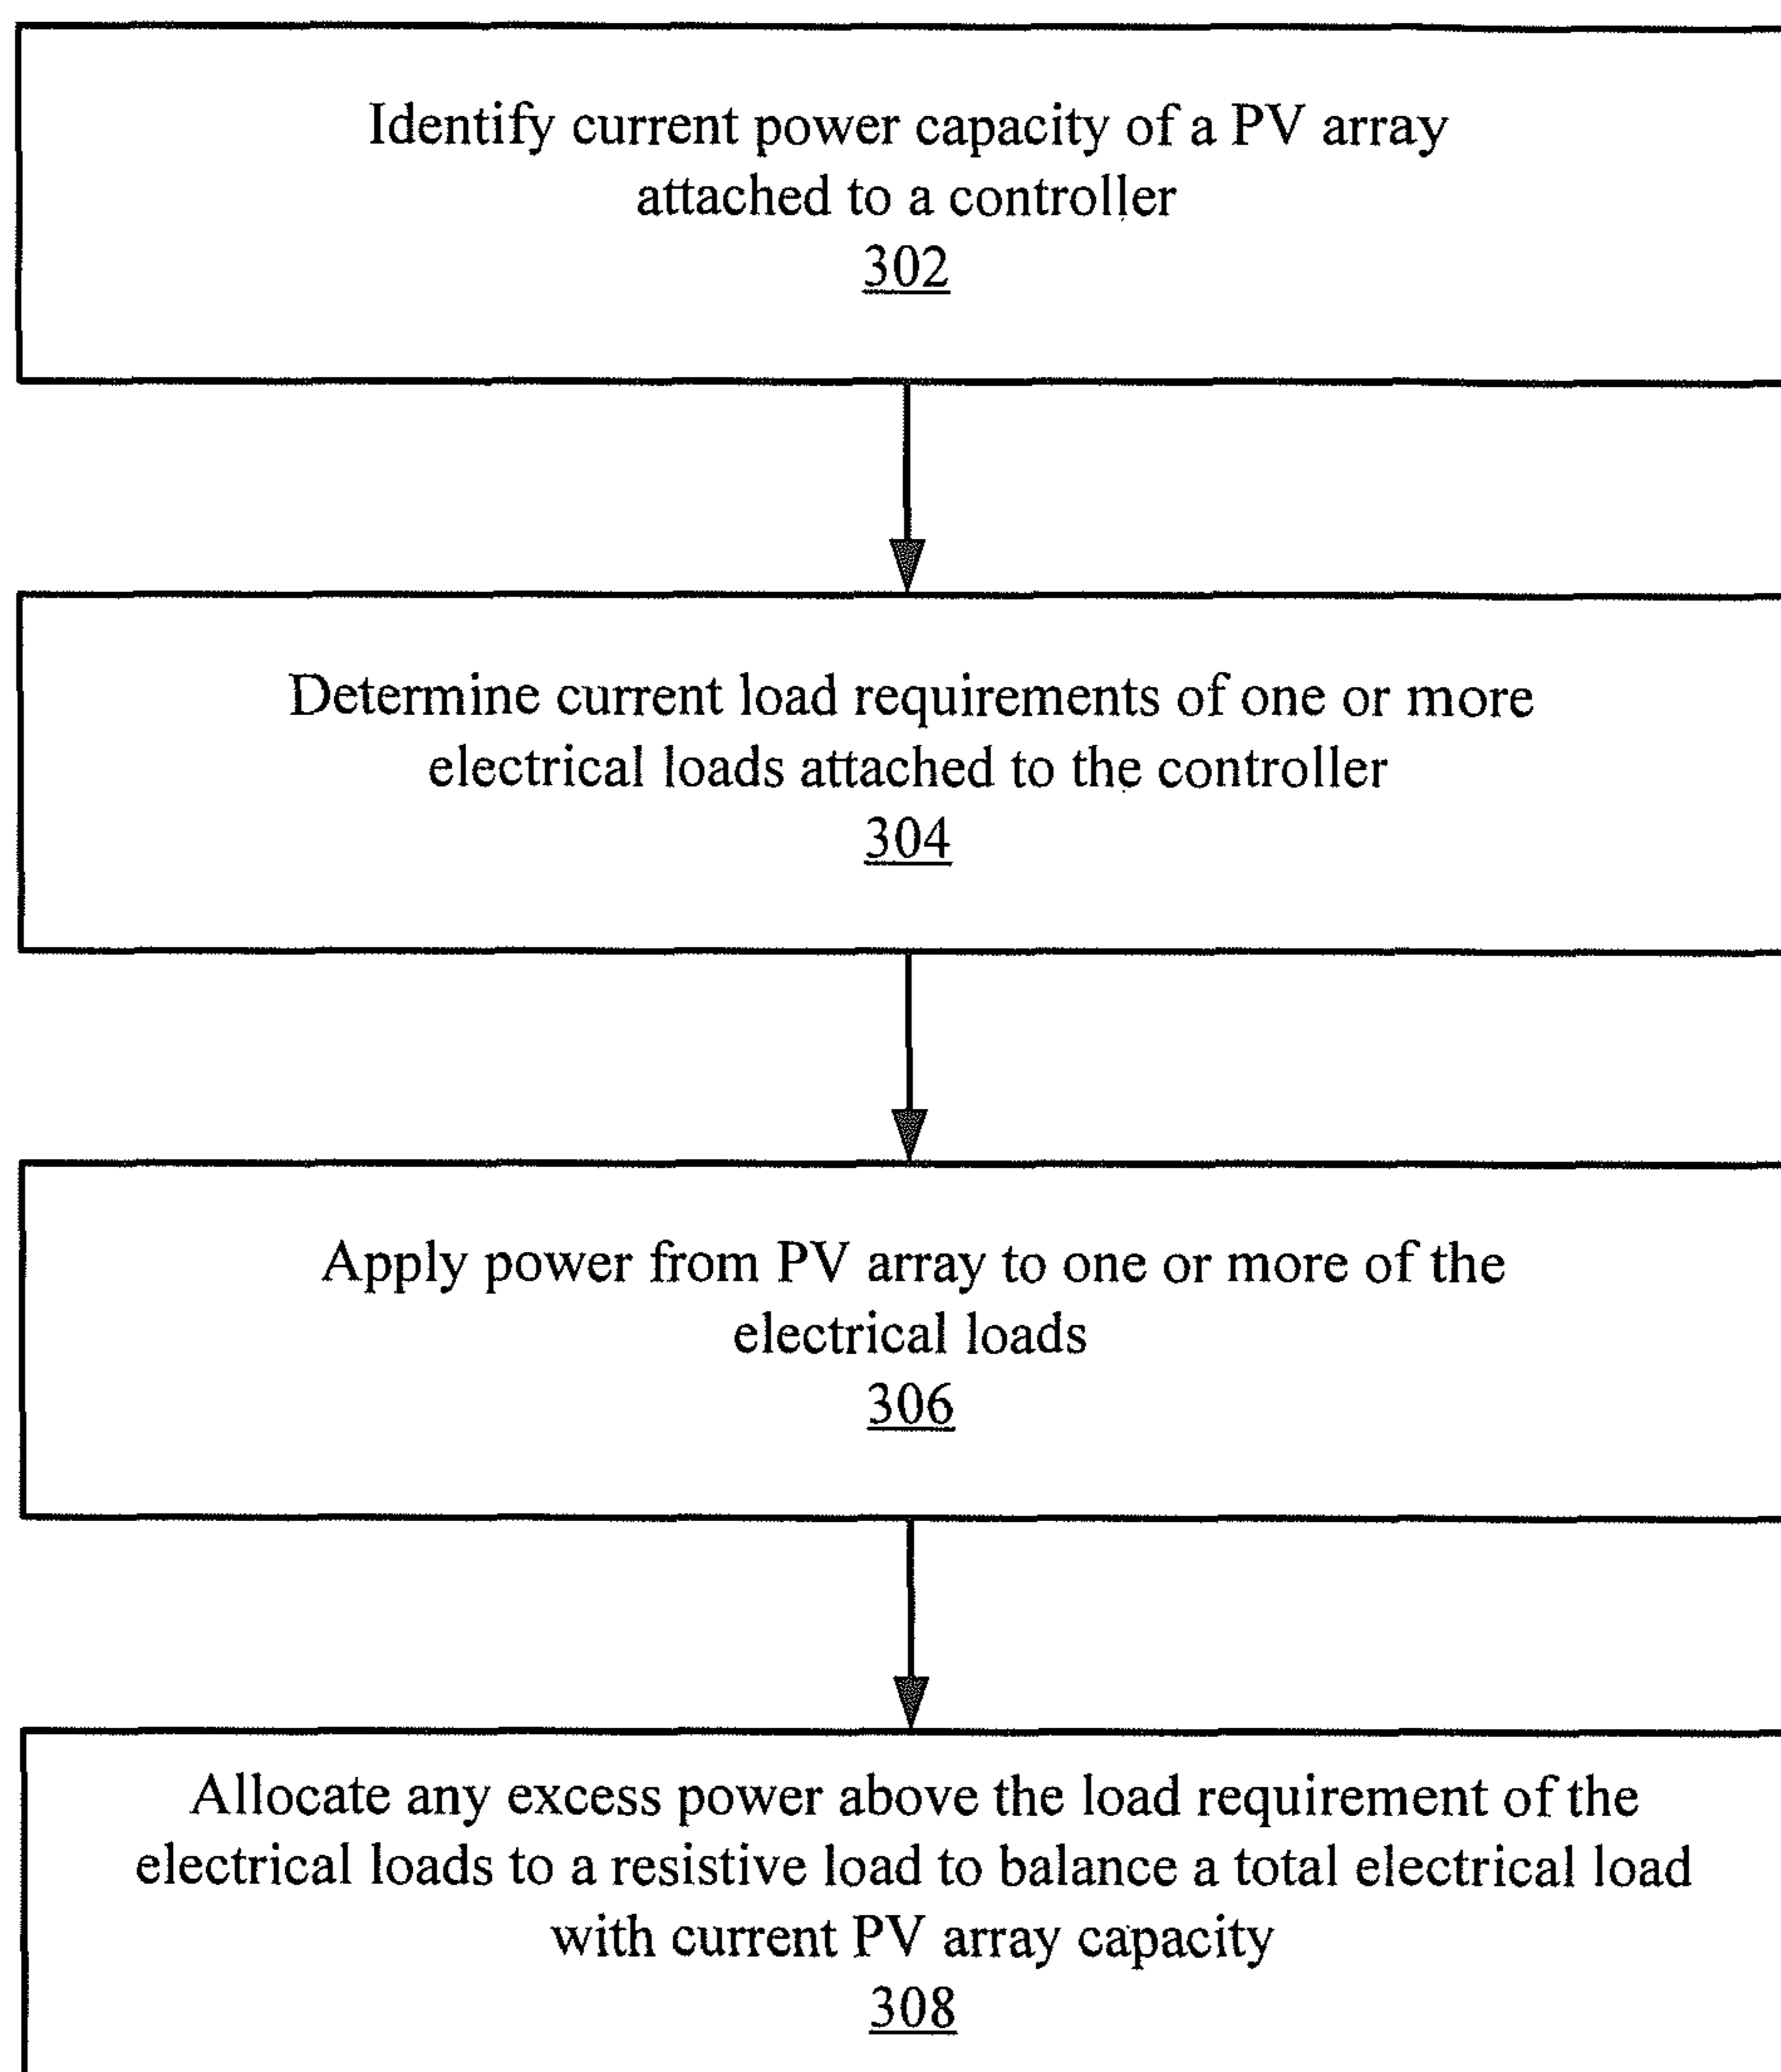 Identify current power capacity of a PV array
attached to a controller
302
Determine current load requirements of one or more
electrical loads attached to the controller
304
Apply power from PV array to one or more of the
electrical loads
306
Allocate any excess power above the load requirement of the
electrical loads to a resistive load to balance a total electrical load
with current PV array capacity
308